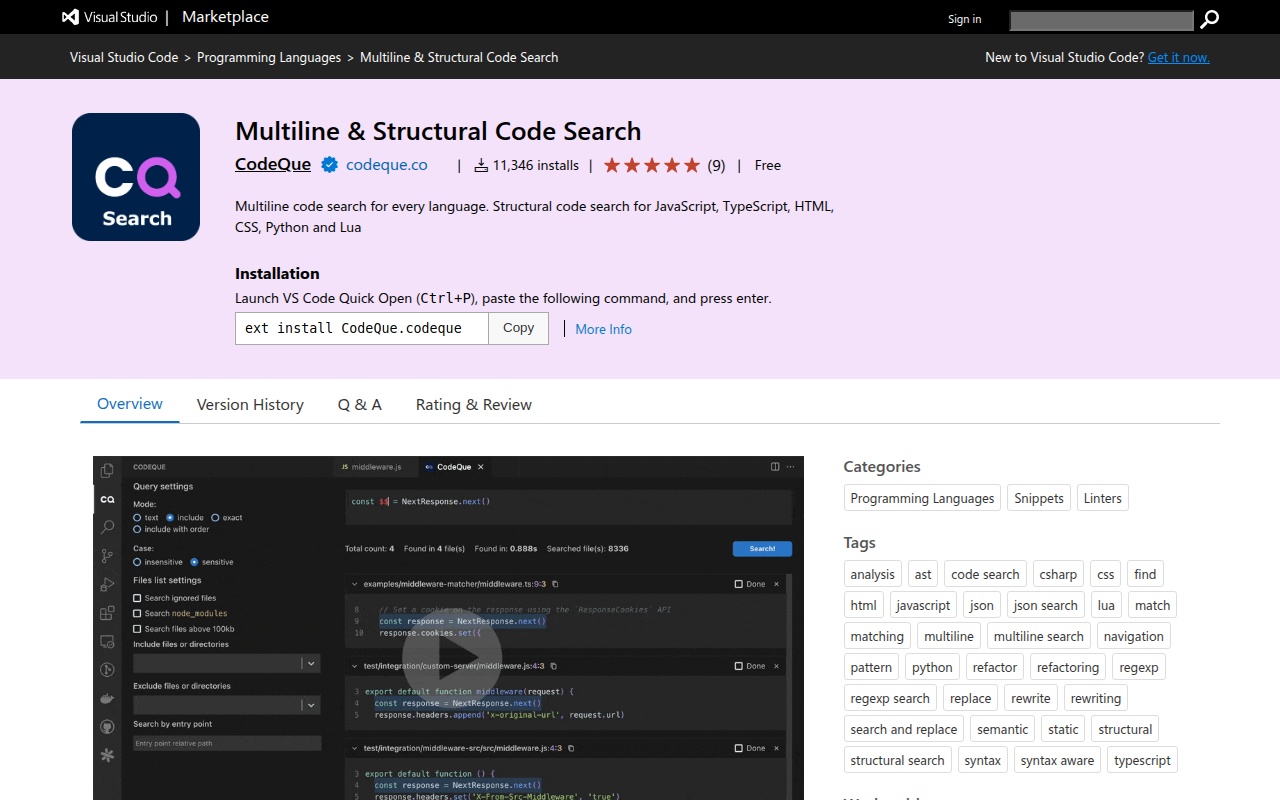 Visual Studio | Marketplace
Sign in
Visual Studio Code > Programming Languages > Multiline & Structural Code Search
New to Visual Studio Code? Get it now.
CQ
Search
Multiline & Structural Code Search
CodeQue codeque.co | 11,346 installs | (9) | Free
Multiline code search for every language. Structural code search for JavaScript, TypeScript, HTML,
CSS, Python and Lua
Installation
Launch VS Code Quick Open (Ctrl+P), paste the following command, and press enter.
ext install CodeQue.codeque Copy | More Info
Overview Version History Q & A Rating & Review
CODEQUE
JS middleware.js
CQ CodeQue ×
CQ
Query settings
Mode:
text include exact
include with order
Case:
insensitive sensitive
Files list settings
Search ignored files
Search node_modules
Search files above 100kb
Include files or directories
Exclude files or directories
Search by entry point
Entry point relative path
const $$ = NextResponse.next()
Total count: 4 Found in 4 file(s) Found in: 0.888s Searched file(s): 8336 Search!
examples/middleware-matcher/middleware.ts:9:3 Done ×
8 // Set a cookie on the response using the `ResponseCookies` API
9 const response = NextResponse.next()
10 response.cookies.set({
test/integration/custom-server/middleware.js:4:3 Done ×
3 export default function middleware(request) {
4 const response = NextResponse.next()
5 response.headers.append('x-original-url', request.url)
test/integration/middleware-src/src/middleware.js:4:3 Done ×
3 export default function () {
4 const response = NextResponse.next()
5 response.headers.set('X-From-Src-Middleware', 'true')
Categories
Programming Languages Snippets Linters
Tags
analysis ast code search csharp css find
html javascript json json search lua match
matching multiline multiline search navigation
pattern python refactor refactoring regexp
regexp search replace rewrite rewriting
search and replace semantic static structural
structural search syntax syntax aware typescript